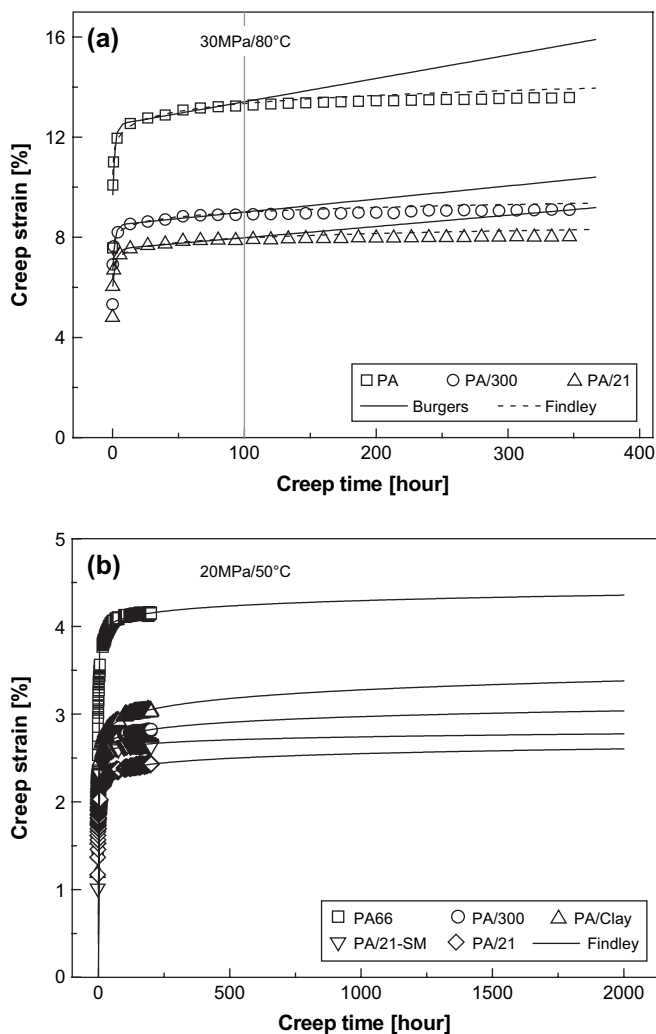 (a)
30MPa/80°C
16
12
8
4
0
Creep strain [%]
PA PA/300 PA/21
Burgers Findley
0 100 200 300 400
Creep time [hour]
(b)
20MPa/50°C
5
4
3
2
1
0
Creep strain [%]
PA66 PA/300 PA/Clay
PA/21-SM PA/21 Findley
0 500 1000 1500 2000
Creep time [hour]